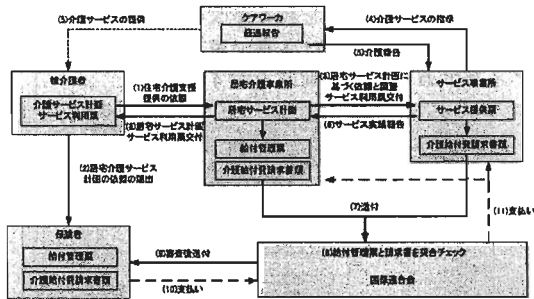 ケアワーカ
経過報告
(5)介護サービスの提供
(4)介護サービスの指示
(5)介護報告
被介護者
介護サービス計画
サービス利用票
(1)住宅介護支援
提供の依頼
居宅介護事業所
居宅サービス計画
給付管理票
介護給付費請求書類
(3)居宅サービス計画に
基づく依頼と調整
サービス利用票交付
サービス事業所
サービス提供票
介護給付費請求書類
サービス利用票交付
(6)サービス実績報告
(2)居宅介護サービス
計画の依頼の届出
(7)送付
(11)支払い
保険者
給付管理票
介護給付費請求書類
(9)審査後送付
(10)支払い
(8)給付管理票と請求書を突合チェック
国保連合会